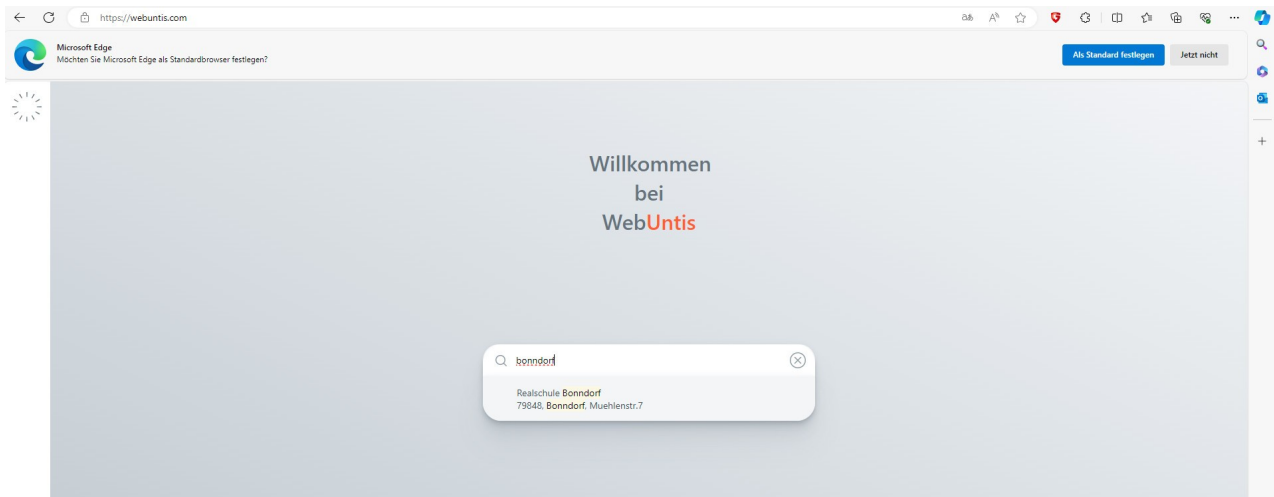 https://webuntis.com
Microsoft Edge
Möchten Sie Microsoft Edge als Standardbrowser festlegen?
Als Standard festlegen
Jetzt nicht
Willkommen
bei
WebUntis
bonndorf
Realschule Bonndorf
79848, Bonndorf, Muehlenstr.7